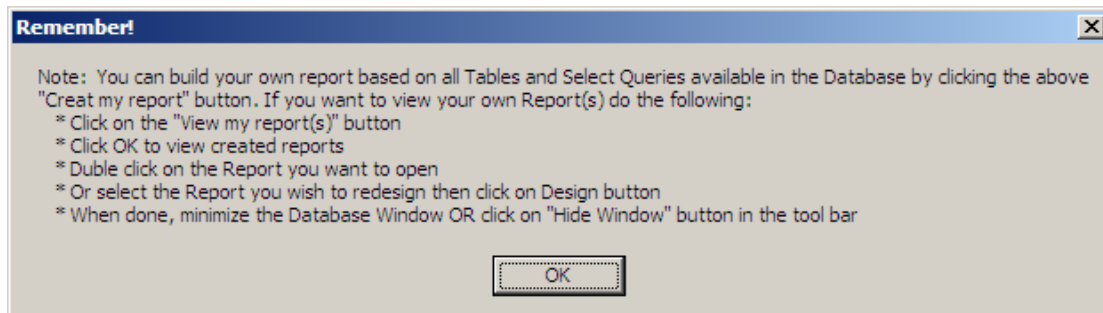 Remember!
Note: You can build your own report based on all Tables and Select Queries available in the Database by clicking the above
"Creat my report" button. If you want to view your own Report(s) do the following:
* Click on the "View my report(s)" button
* Click OK to view created reports
* Duble click on the Report you want to open
* Or select the Report you wish to redesign then click on Design button
* When done, minimize the Database Window OR click on "Hide Window" button in the tool bar
OK